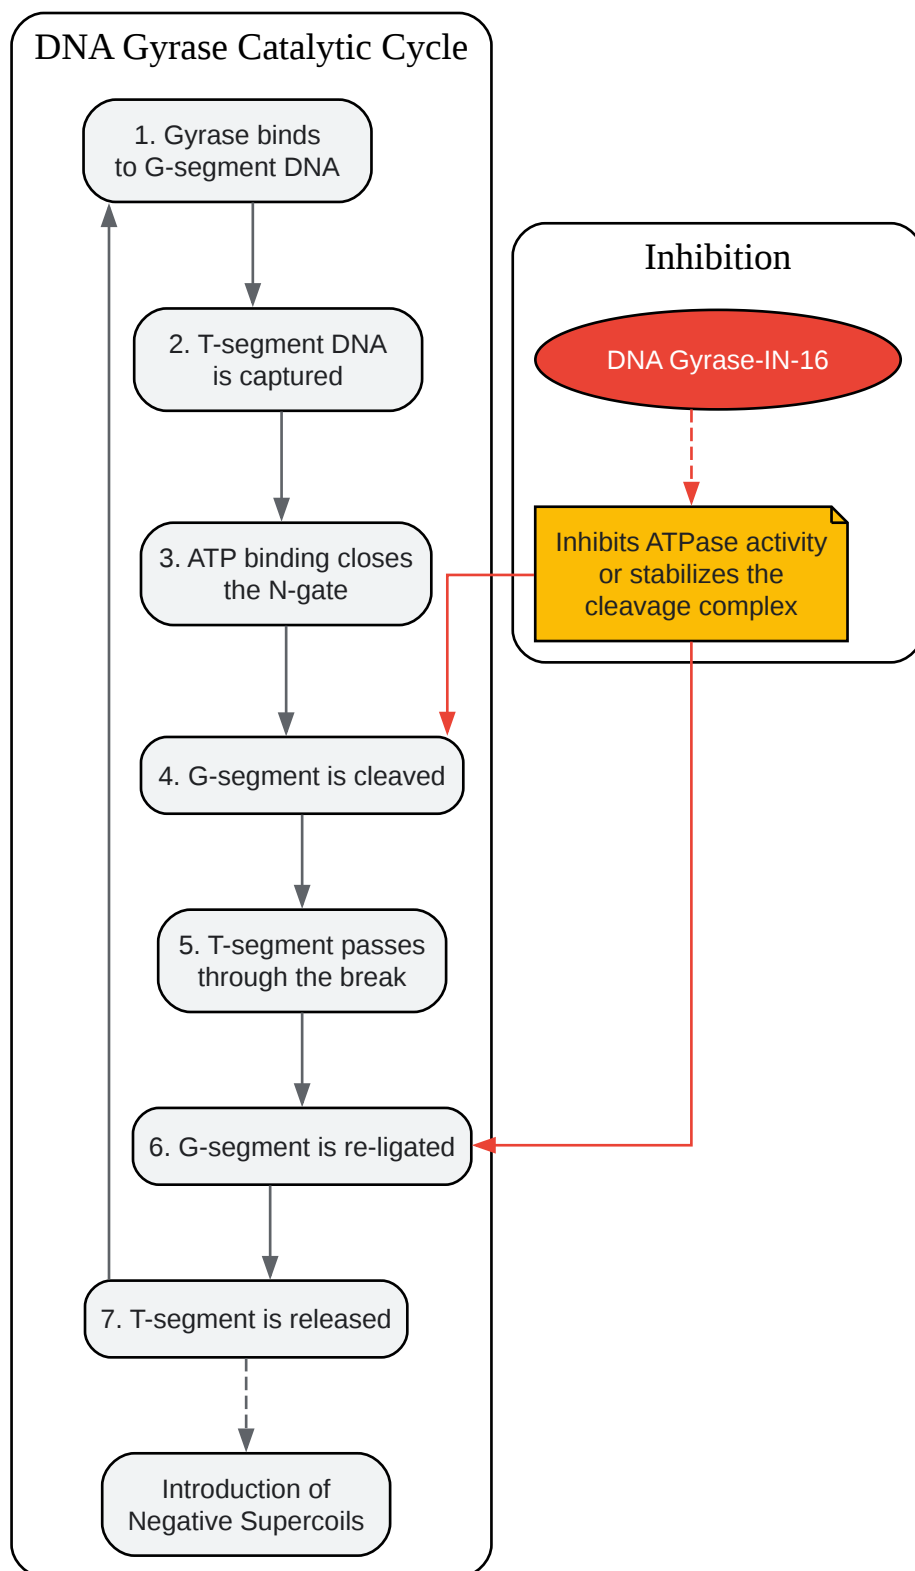 DNA Gyrase Catalytic Cycle
1. Gyrase binds
to G-segment DNA
2. T-segment DNA
is captured
3. ATP binding closes
the N-gate
4. G-segment is cleaved
5. T-segment passes
through the break
6. G-segment is re-ligated
7. T-segment is released
Introduction of
Negative Supercoils
Inhibition
DNA Gyrase-IN-16
Inhibits ATPase activity
or stabilizes the
cleavage complex